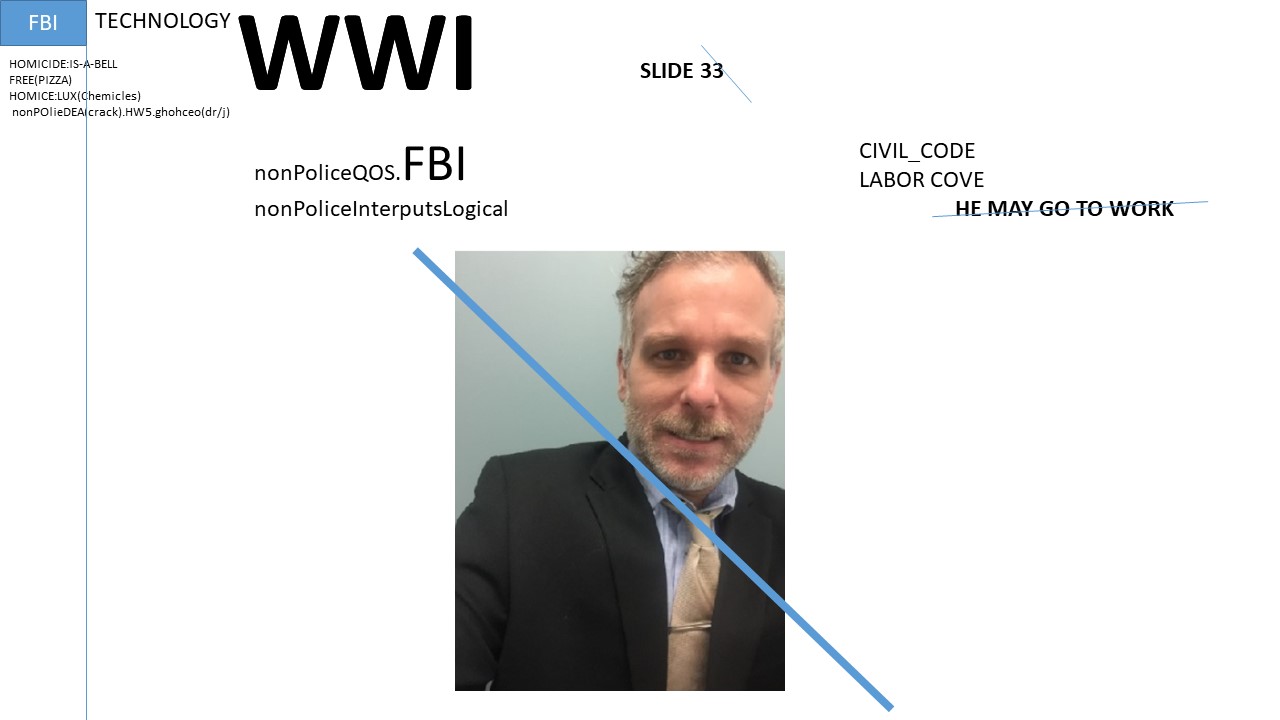 FBI
TECHNOLOGY
WWI
HOMICIDE:IS-A-BELL
FREE(PIZZA)
HOMICE:LUX(Chemicles)
nonPOlieDEA(crack).HW5.ghohceo(dr/j)
SLIDE 33
nonPoliceQOS.FBI
nonPoliceInterputsLogical
CIVIL_CODE
LABOR COVE
HE MAY GO TO WORK